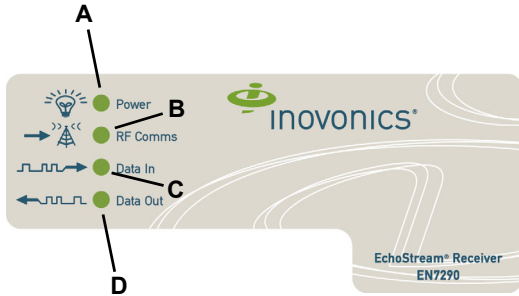 A
Power
B
RF Comms
inovonics®
Data In
C
Data Out
D
EchoStream® Receiver
EN7290